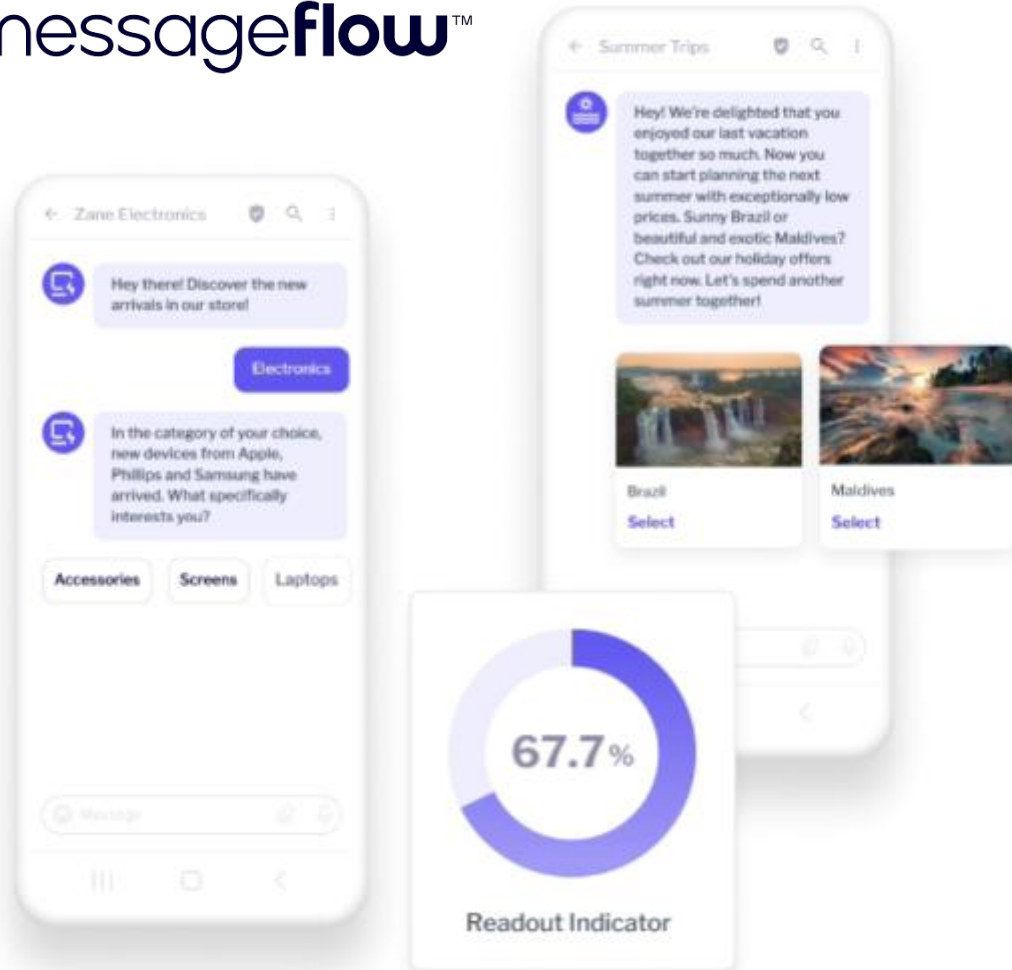 messageflow™
Zane Electronics
Hey there! Discover the new
arrivals in our store!
Electronics
In the category of your choice,
new devices from Apple,
Phillips and Samsung have
arrived. What specifically
interests you?
Accessories
Screens
Laptops
Message
Summer Trips
Hey! We're delighted that you
enjoyed our last vacation
together so much. Now you
can start planning the next
summer with exceptionally low
prices. Sunny Brazil or
beautiful and exotic Maldives?
Check out our holiday offers
right now. Let's spend another
summer together!
Brazil
Select
Maldives
Select
67.7%
Readout Indicator